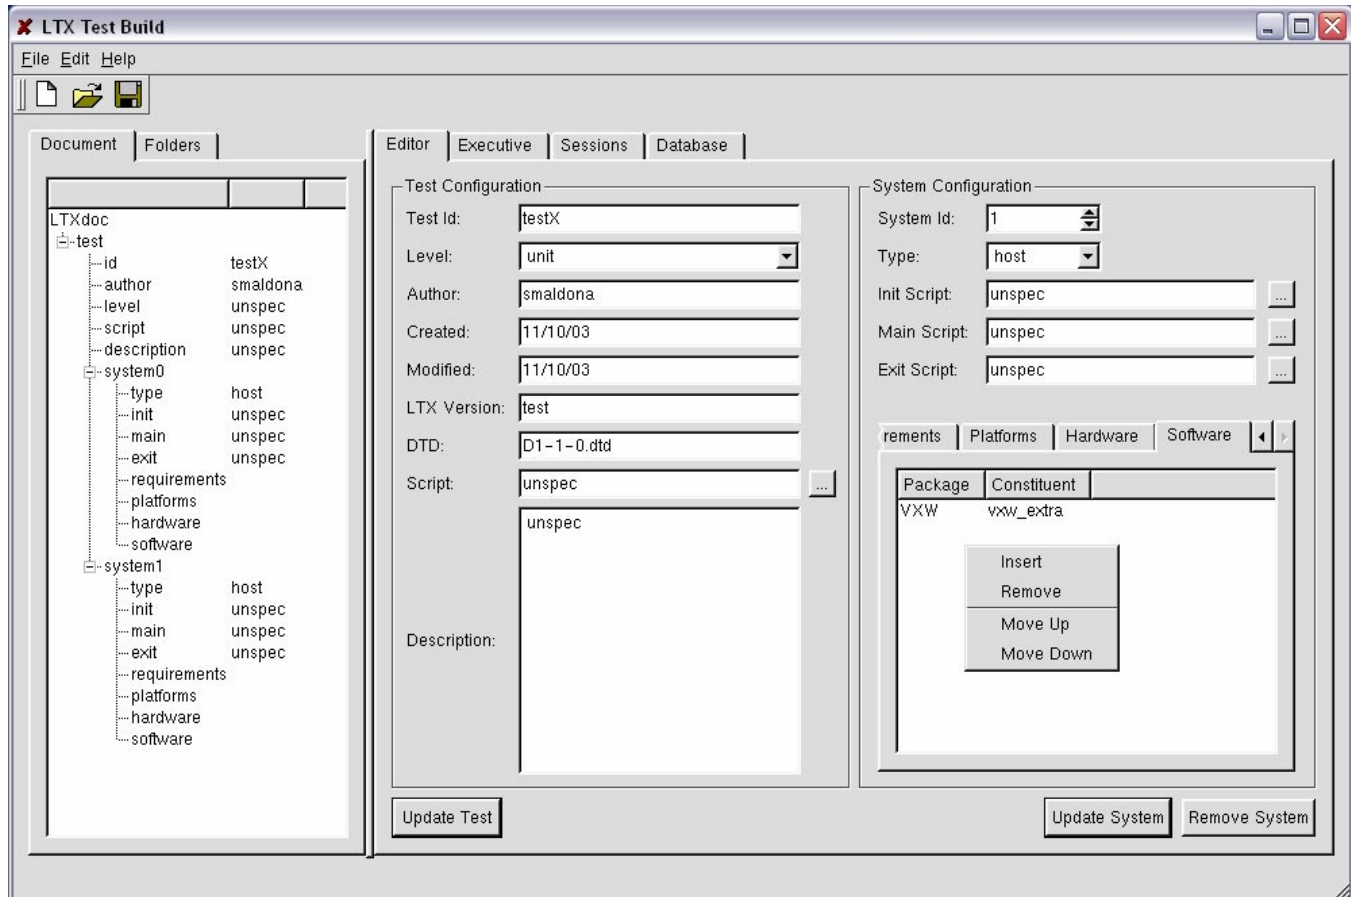 LTX Test Build
File Edit Help
Document Folders
LTXdoc
test
id testX
author smaldona
level unspec
script unspec
description unspec
system0
type host
init unspec
main unspec
exit unspec
requirements
platforms
hardware
software
system1
type host
init unspec
main unspec
exit unspec
requirements
platforms
hardware
software
Editor Executive Sessions Database
Test Configuration
Test Id: testX
Level: unit
Author: smaldona
Created: 11/10/03
Modified: 11/10/03
LTX Version: test
DTD: D1-1-0.dtd
Script: unspec ...
Description: unspec
Update Test
System Configuration
System Id: 1
Type: host
Init Script: unspec ...
Main Script: unspec ...
Exit Script: unspec ...
rements Platforms Hardware Software
Package Constituent
VXW vxw_extra
Insert
Remove
Move Up
Move Down
Update System Remove System